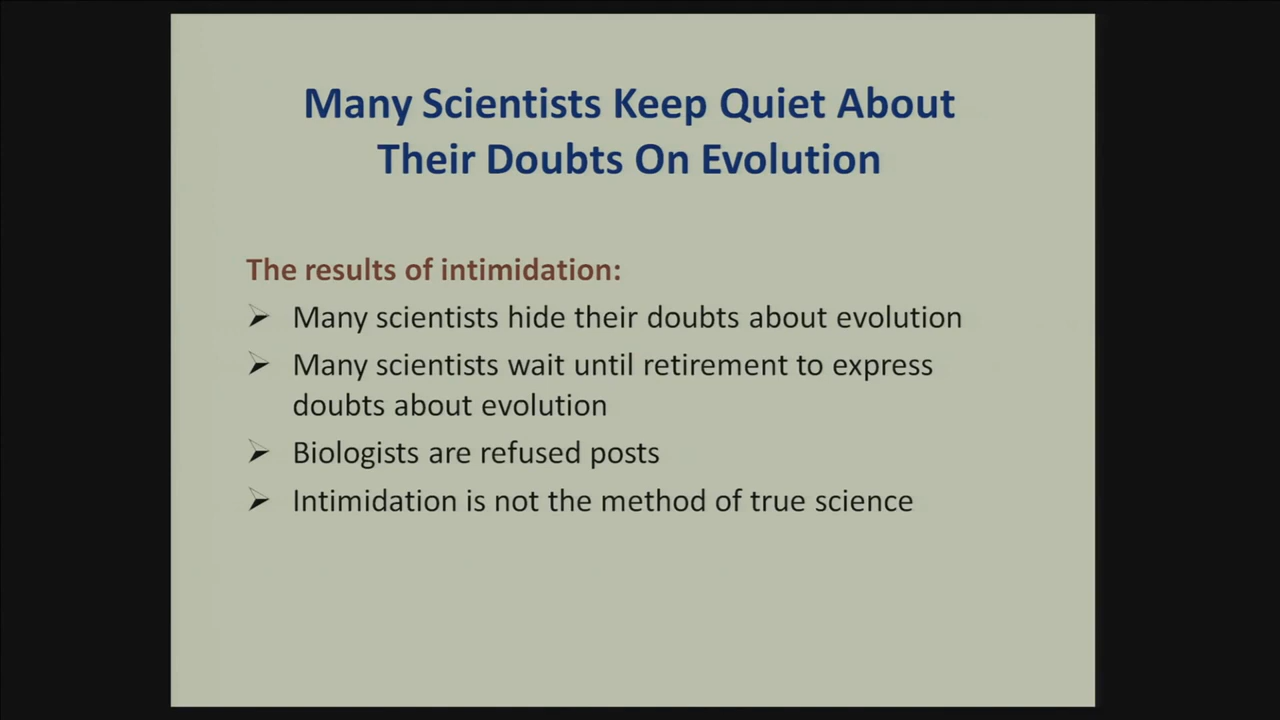 Many Scientists Keep Quiet About
Their Doubts On Evolution
The results of intimidation:
➢ Many scientists hide their doubts about evolution
➢ Many scientists wait until retirement to express
doubts about evolution
➢ Biologists are refused posts
➢ Intimidation is not the method of true science